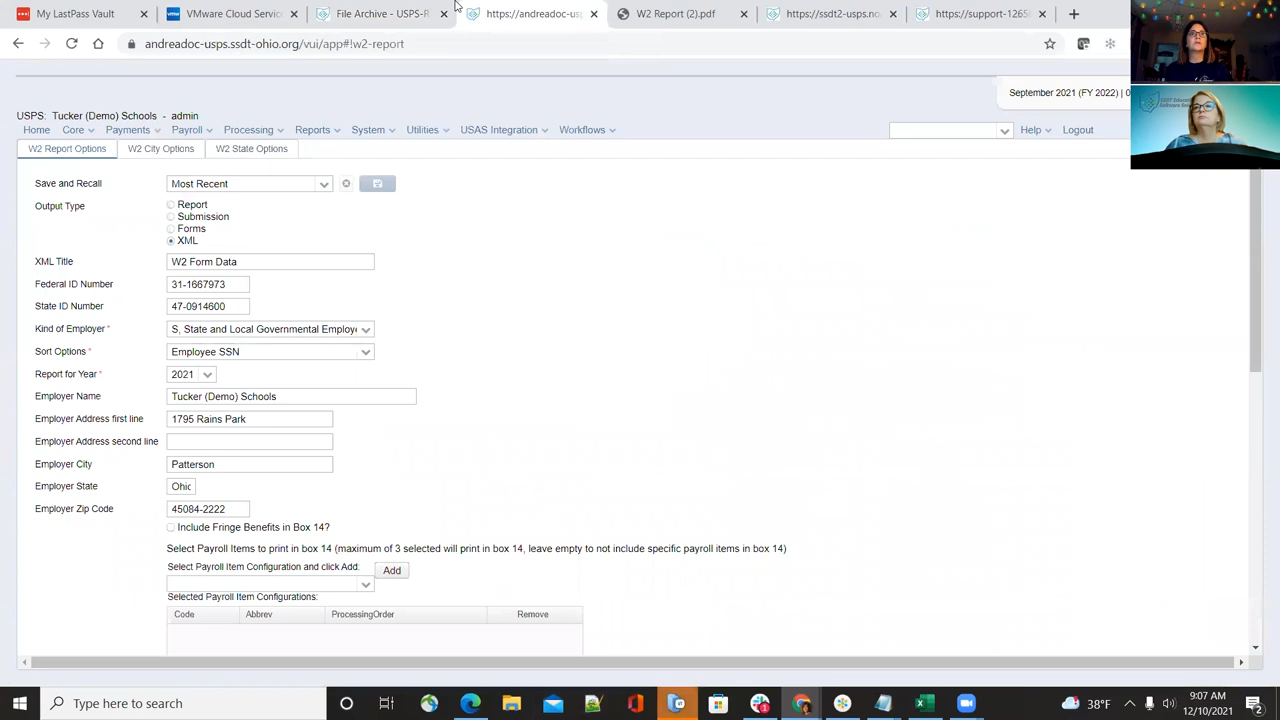 My LastPass Vault
VMware Cloud Service
File Archive - USPS-R
https://andreadoc-usp
W2 Report (2).pdf
https://ssdt2-usps.no
https://support-1265
andreadoc-usps.ssdt-ohio.org/vui/app#!w2-report
September 2021 (FY 2022) | 0
USPS: Tucker (Demo) Schools - admin
Home Core Payments Payroll Processing Reports System Utilities USAS Integration Workflows Help Logout
W2 Report Options W2 City Options W2 State Options
Save and Recall Most Recent
Output Type Report
Submission
Forms
XML
XML Title W2 Form Data
Federal ID Number 31-1667973
State ID Number 47-0914600
Kind of Employer * S, State and Local Governmental Employe
Sort Options * Employee SSN
Report for Year * 2021
Employer Name Tucker (Demo) Schools
Employer Address first line 1795 Rains Park
Employer Address second line
Employer City Patterson
Employer State Ohio
Employer Zip Code 45084-2222
Include Fringe Benefits in Box 14?
Select Payroll Items to print in box 14 (maximum of 3 selected will print in box 14, leave empty to not include specific payroll items in box 14)
Select Payroll Item Configuration and click Add: Add
Selected Payroll Item Configurations:
Code Abbrev ProcessingOrder Remove
Type here to search
38°F
9:07 AM
12/10/2021
2